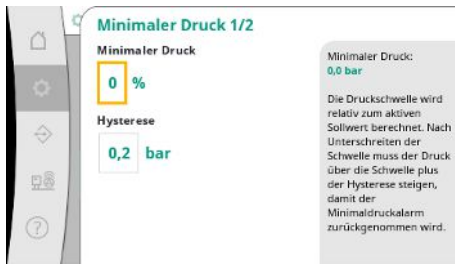 Minimaler Druck 1/2
Minimaler Druck
0 %
Hysterese
0,2 bar
Minimaler Druck:
0,0 bar
Die Druckschwelle wird
relativ zum aktiven
Sollwert berechnet. Nach
Unterschreiten der
Schwelle muss der Druck
über die Schwelle plus
der Hysterese steigen,
damit der
Minimaldruckalarm
zurückgenommen wird.